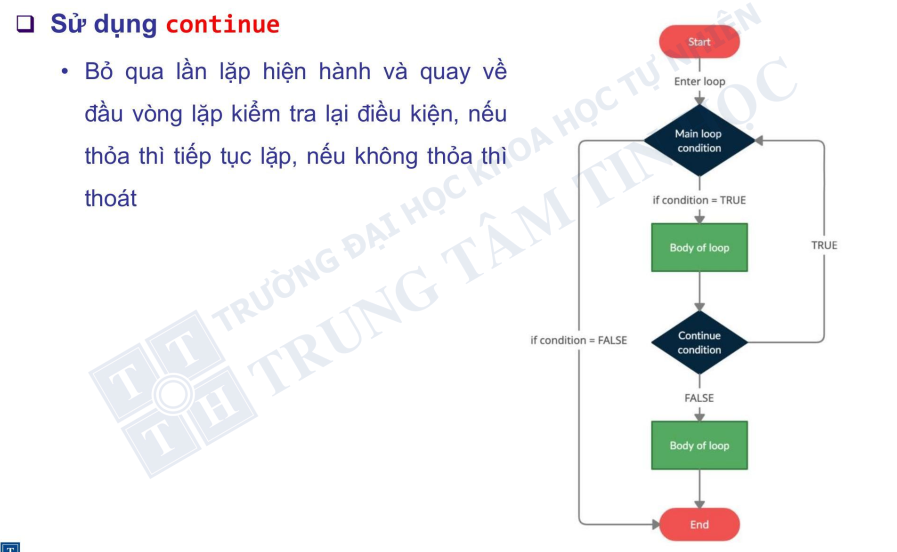 ❑ Sử dụng continue
• Bỏ qua lần lặp hiện hành và quay về
đầu vòng lặp kiểm tra lại điều kiện, nếu
thỏa thì tiếp tục lặp, nếu không thỏa thì
thoát
Start
Enter loop
Main loop
condition
if condition = TRUE
Body of loop
TRUE
Continue
condition
if condition = FALSE
FALSE
Body of loop
End
TRƯỜNG ĐẠI HỌC KHOA HỌC TỰ NHIÊN
TRUNG TÂM TIN HỌC
T T
T H
T